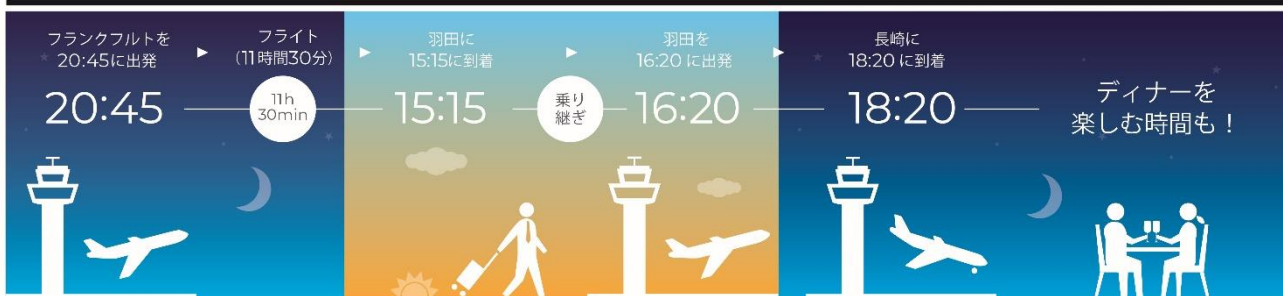 フランクフルトを
20:45に出発
20:45
フライト
(11時間30分)
11h
30min
羽田に
15:15に到着
15:15
乗り
継ぎ
羽田を
16:20に出発
16:20
長崎に
18:20に到着
18:20
ディナーを
楽しむ時間も!